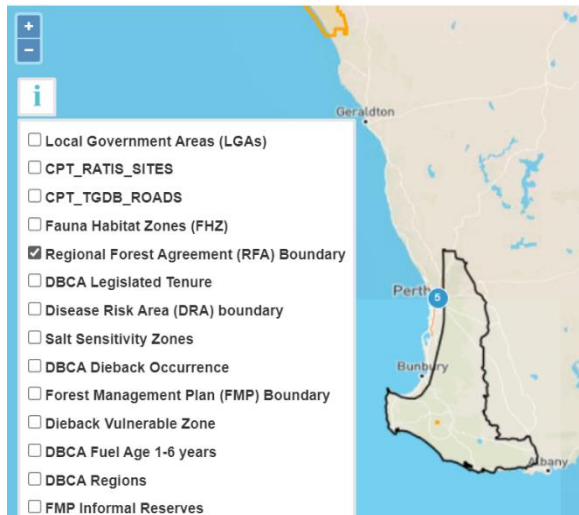 +
−
i
Geraldton
Local Government Areas (LGAs)
CPT_RATIS_SITES
CPT_TGDB_ROADS
Fauna Habitat Zones (FHZ)
Regional Forest Agreement (RFA) Boundary
DBCA Legislated Tenure
Disease Risk Area (DRA) boundary
Perth
5
Salt Sensitivity Zones
DBCA Dieback Occurrence
Bunbury
Forest Management Plan (FMP) Boundary
Dieback Vulnerable Zone
DBCA Fuel Age 1-6 years
Albany
DBCA Regions
FMP Informal Reserves